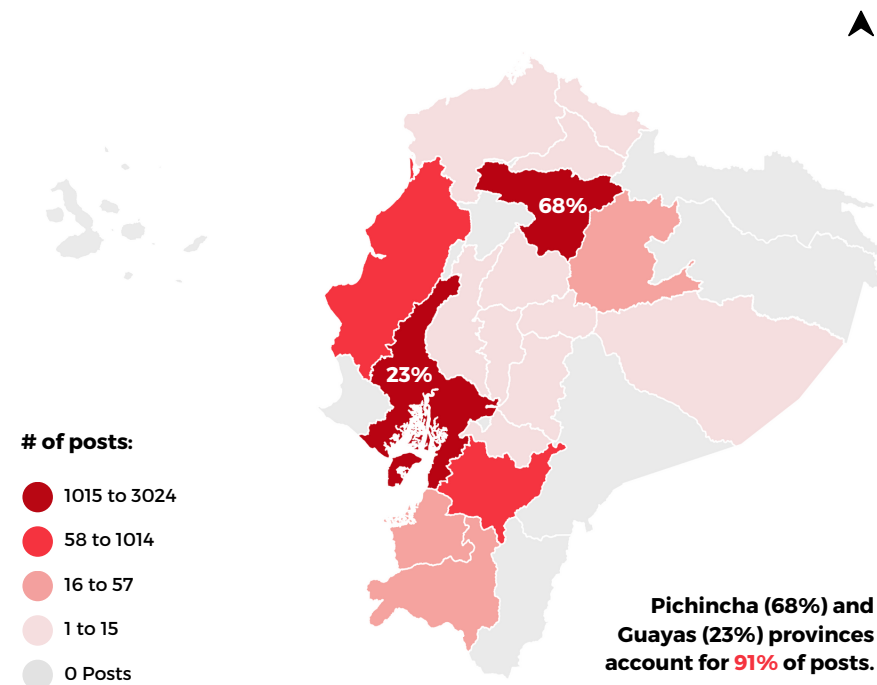 68%
23%
# of posts:
1015 to 3024
58 to 1014
16 to 57
1 to 15
0 Posts
Pichincha (68%) and
Guayas (23%) provinces
account for 91% of posts.